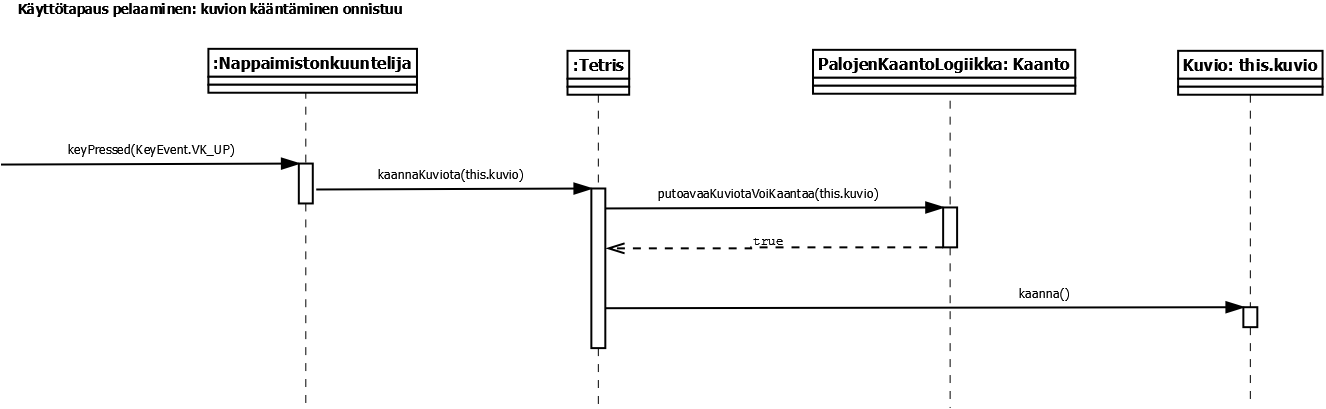 Käyttötapaus pelaaminen: kuvion kääntäminen onnistuu
:Nappaimistonkuuntelija
:Tetris
PalojenKaantoLogiikka: Kaanto
Kuvio: this.kuvio
keyPressed(KeyEvent.VK_UP)
kaannaKuviota(this.kuvio)
putoavaaKuviotaVoiKaantaa(this.kuvio)
true
kaanna()